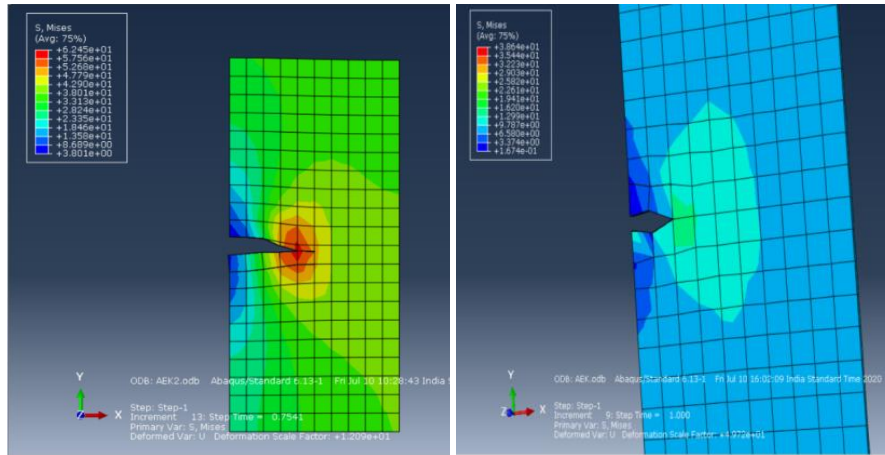 S, Mises
(Avg: 75%)
+6.245e+01
+5.756e+01
+5.268e+01
+4.779e+01
+4.290e+01
+3.801e+01
+3.313e+01
+2.824e+01
+2.335e+01
+1.846e+01
+1.358e+01
+8.689e+00
+3.801e+00
Y
X
ODB: AEK2.odb Abaqus/Standard 6.13-1 Fri Jul 10 10:28:43 India
Step: Step-1
Increment 13: Step Time = 0.7541
Primary Var: S, Mises
Deformed Var: U Deformation Scale Factor: +1.209e+01
S, Mises
(Avg: 75%)
+3.864e+01
+3.544e+01
+3.223e+01
+2.903e+01
+2.582e+01
+2.261e+01
+1.941e+01
+1.620e+01
+1.299e+01
+9.787e+00
+6.580e+00
+3.374e+00
+1.674e-01
Y
Z
X
ODB: AEK.odb Abaqus/Standard 6.13-1 Fri Jul 10 16:02:09 India Standard Time 2020
Step: Step-1
Increment 9: Step Time = 1.000
Primary Var: S, Mises
Deformed Var: U Deformation Scale Factor: +4.972e+01